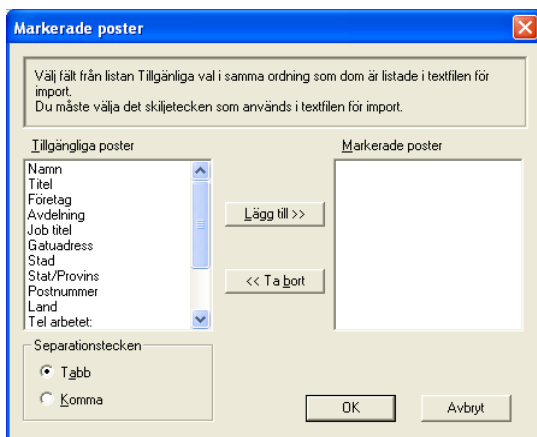 Markerade poster
Välj fält från listan Tillgänliga val i samma ordning som dom är listade i textfilen för
import.
Du måste välja det skiljetecken som används i textfilen för import.
Tillgängliga poster
Markerade poster
Namn
Titel
Företag
Avdelning
Job titel
Gatuadress
Stad
Stat/Provins
Postnummer
Land
Tel arbetet:
Lägg till >>
<< Ta bort
Separationstecken
Tabb
Komma
OK
Avbryt